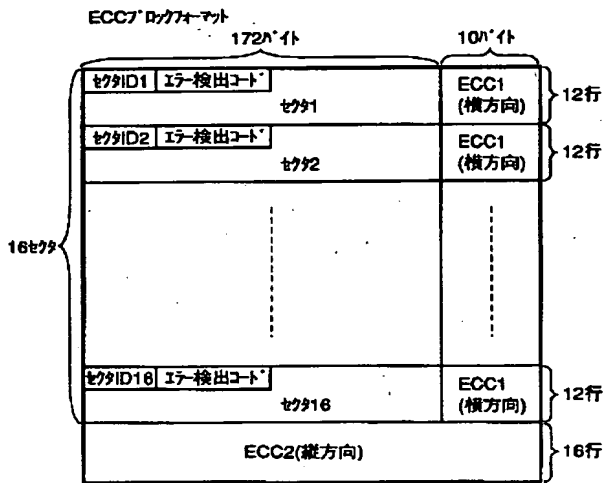 ECCブロックフォーマット
172バイト
10バイト
セクタID1 エラー検出コード
セクタ1
ECC1
(横方向)
12行
セクタID2 エラー検出コード
セクタ2
ECC1
(横方向)
12行
16セクタ
セクタID16 エラー検出コード
セクタ16
ECC1
(横方向)
12行
ECC2(縦方向)
16行